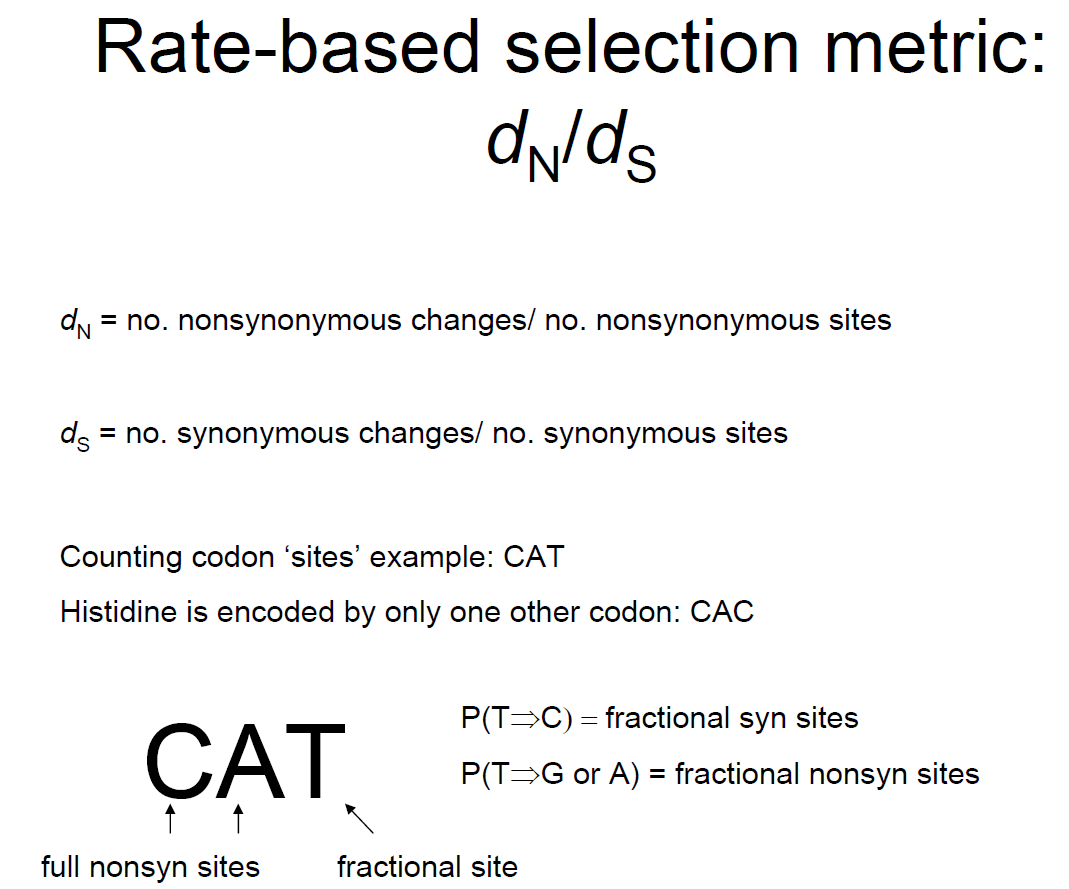 Rate-based selection metric:
dN/dS
dN = no. nonsynonymous changes/ no. nonsynonymous sites
dS = no. synonymous changes/ no. synonymous sites
Counting codon ‘sites’ example: CAT
Histidine is encoded by only one other codon: CAC
P(T⇒C) = fractional syn sites
P(T⇒G or A) = fractional nonsyn sites
CAT
full nonsyn sites
fractional site